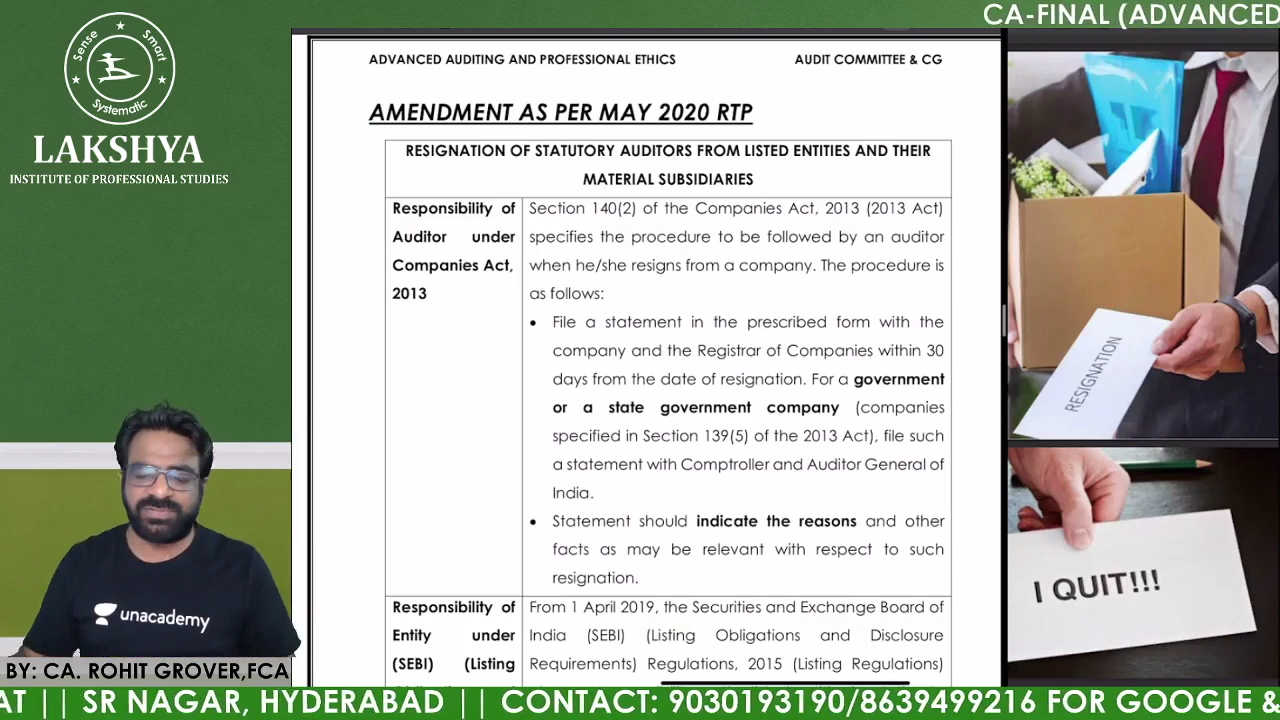 CA-FINAL (ADVANCED
Sense
Smart
Systematic
LAKSHYA
INSTITUTE OF PROFESSIONAL STUDIES
ADVANCED AUDITING AND PROFESSIONAL ETHICS
AUDIT COMMITTEE & CG
AMENDMENT AS PER MAY 2020 RTP
RESIGNATION OF STATUTORY AUDITORS FROM LISTED ENTITIES AND THEIR
MATERIAL SUBSIDIARIES
Responsibility of
Auditor under
Companies Act,
2013
Section 140(2) of the Companies Act, 2013 (2013 Act)
specifies the procedure to be followed by an auditor
when he/she resigns from a company. The procedure is
as follows:
• File a statement in the prescribed form with the
company and the Registrar of Companies within 30
days from the date of resignation. For a government
or a state government company (companies
specified in Section 139(5) of the 2013 Act), file such
a statement with Comptroller and Auditor General of
India.
• Statement should indicate the reasons and other
facts as may be relevant with respect to such
resignation.
Responsibility of
Entity under
(SEBI) (Listing
From 1 April 2019, the Securities and Exchange Board of
India (SEBI) (Listing Obligations and Disclosure
Requirements) Regulations, 2015 (Listing Regulations)
RESIGNATION
I QUIT!!!
unacademy
BY: CA. ROHIT GROVER,FCA
AT || SR NAGAR, HYDERABAD || CONTACT: 9030193190/8639499216 FOR GOOGLE &